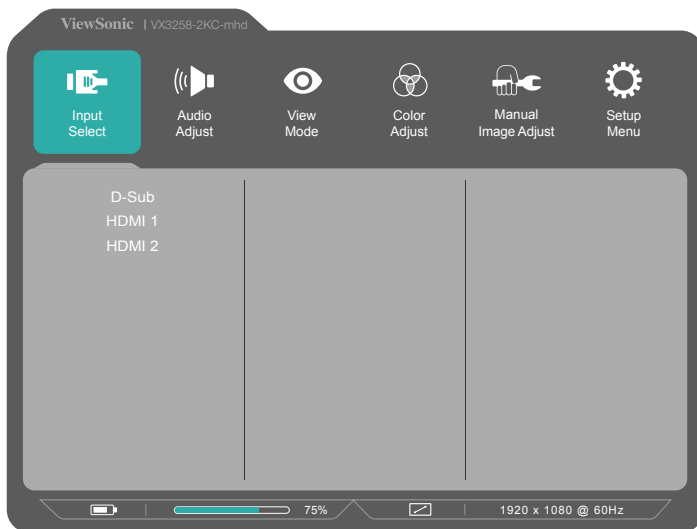 ViewSonic | VX3258-2KC-mhd
Input
Select
Audio
Adjust
View
Mode
Color
Adjust
Manual
Image Adjust
Setup
Menu
D-Sub
HDMI 1
HDMI 2
75%
1920 x 1080 @ 60Hz